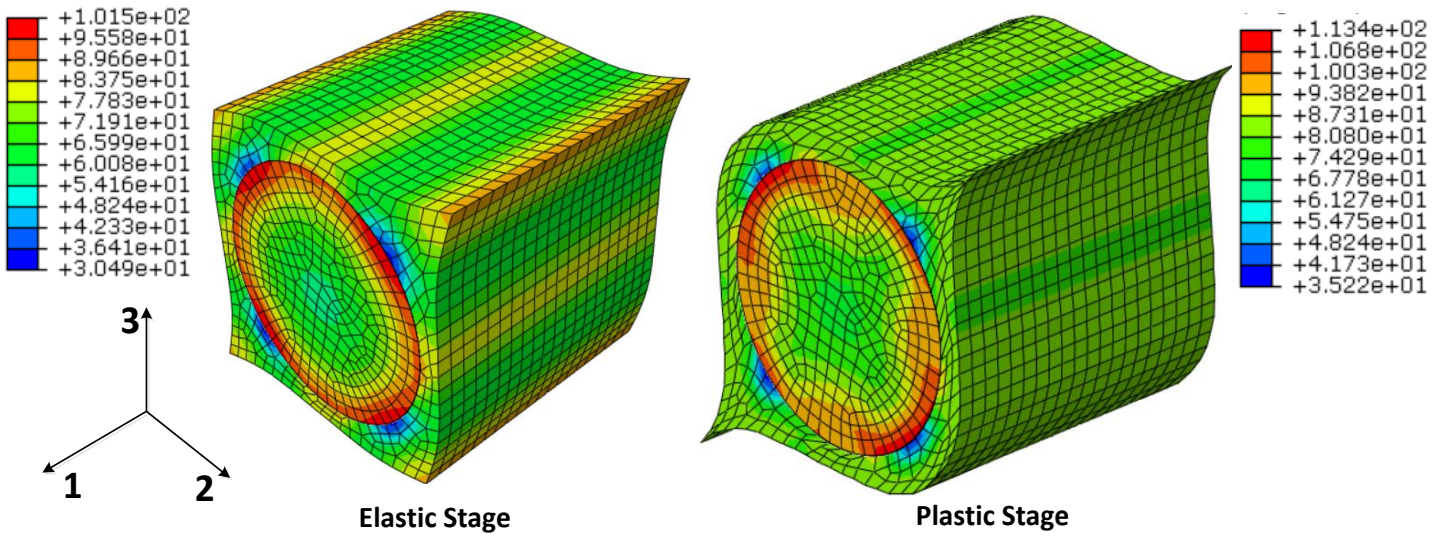 +1.015e+02
+9.558e+01
+8.966e+01
+8.375e+01
+7.783e+01
+7.191e+01
+6.599e+01
+6.008e+01
+5.416e+01
+4.824e+01
+4.233e+01
+3.641e+01
+3.049e+01
+1.134e+02
+1.068e+02
+1.003e+02
+9.382e+01
+8.731e+01
+8.080e+01
+7.429e+01
+6.778e+01
+6.127e+01
+5.475e+01
+4.824e+01
+4.173e+01
+3.522e+01
3
1
2
Elastic Stage
Plastic Stage